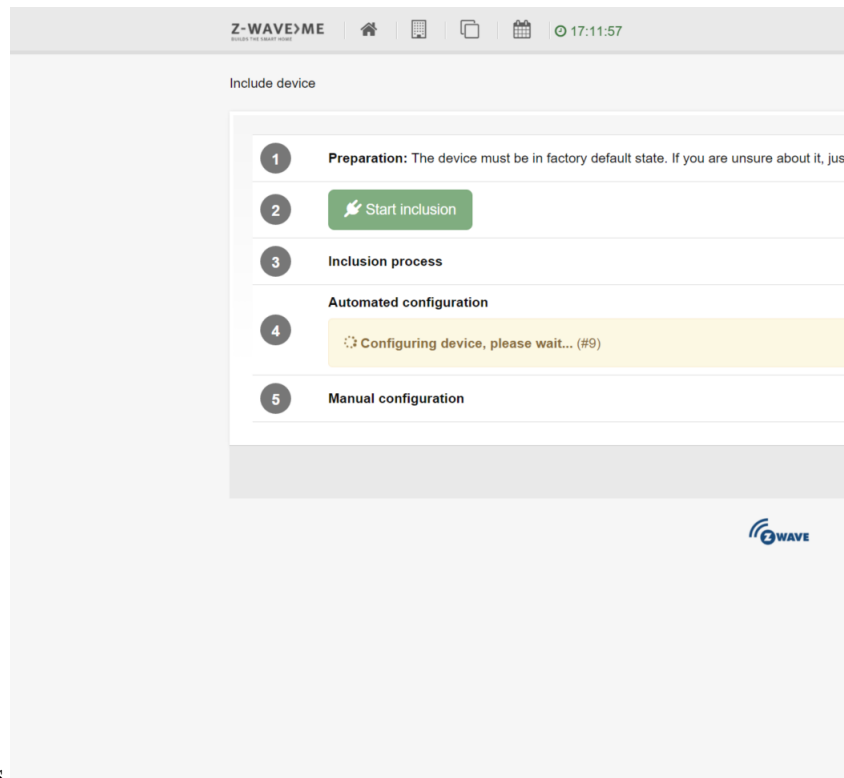 Z-WAVE>ME
BUILDS THE SMART HOME
17:11:57
Include device
1
Preparation: The device must be in factory default state. If you are unsure about it, jus
2
Start inclusion
3
Inclusion process
Automated configuration
4
Configuring device, please wait... (#9)
5
Manual configuration
Z WAVE